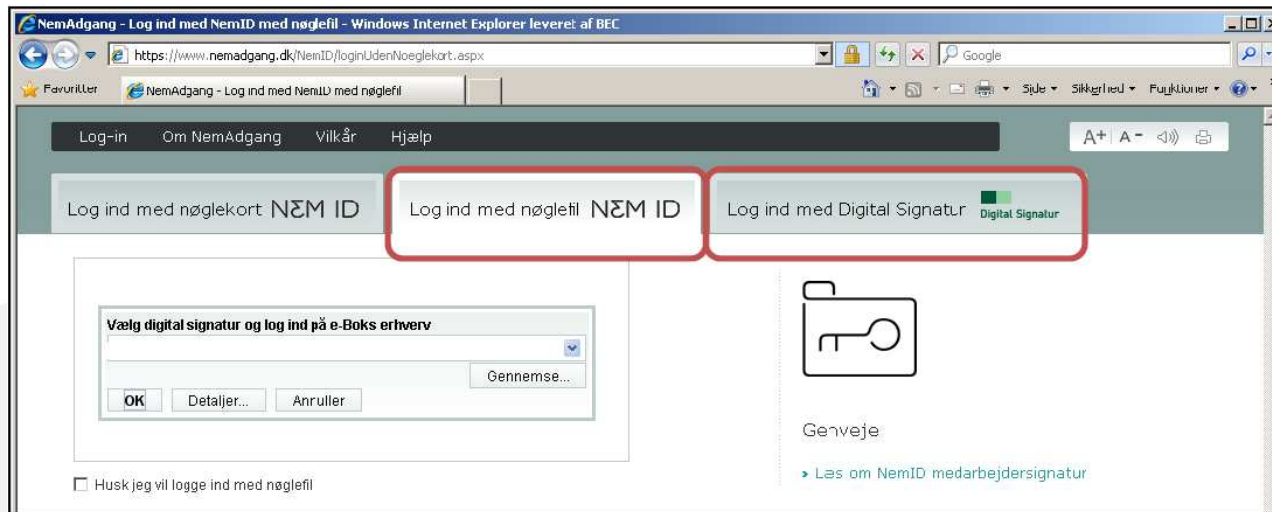 NemAdgang - Log ind med NemID med nøglefil - Windows Internet Explorer leveret af BEC
https://www.nemadgang.dk/NemID/loginUdenNoeglekort.aspx
Google
Favoritter
NemAdgang - Log ind med NemID med nøglefil
Side
Sikkerhed
Funktioner
Log-in
Om NemAdgang
Vilkår
Hjælp
A+ A-
Log ind med nøglekort NEM ID
Log ind med nøglefil NEM ID
Log ind med Digital Signatur Digital Signatur
Vælg digital signatur og log ind på e-Boks erhverv
Gennemse...
OK
Detaljer...
Annuller
Husk jeg vil logge ind med nøglefil
Genveje
Læs om NemID medarbejdersignatur